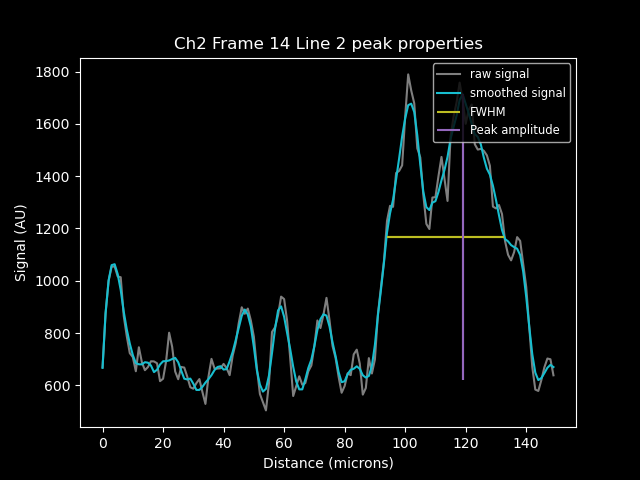 Ch2 Frame 14 Line 2 peak properties
raw signal
smoothed signal
FWHM
Peak amplitude
Signal (AU)
1800
1600
1400
1200
1000
800
600
0 20 40 60 80 100 120 140
Distance (microns)